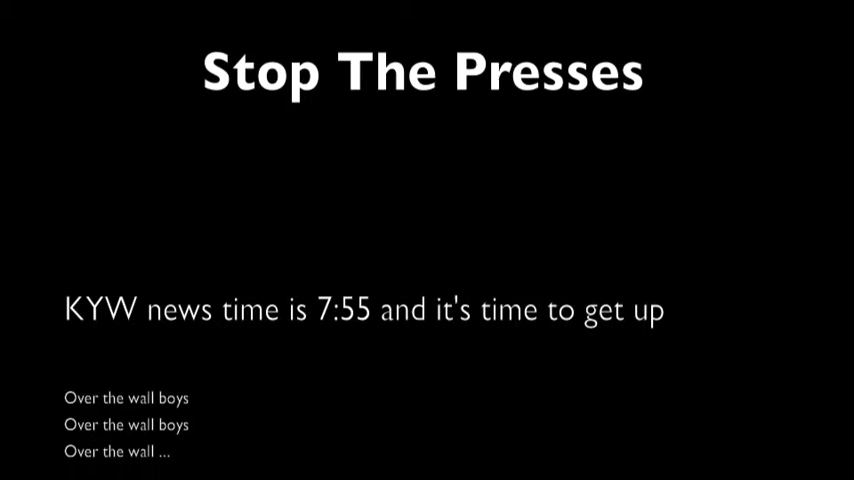 Stop The Presses
KYW news time is 7:55 and it's time to get up
Over the wall boys
Over the wall boys
Over the wall ...